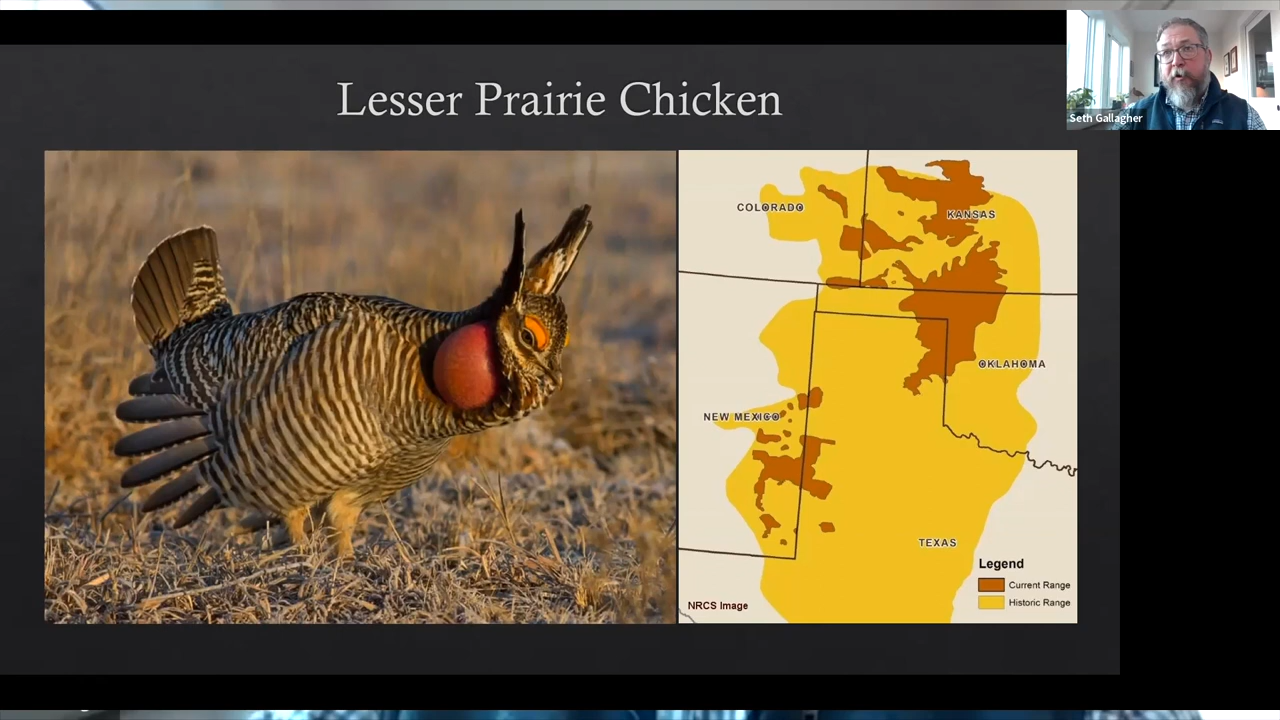 Lesser Prairie Chicken
Seth Gallagher
COLORADO
KANSAS
OKLAHOMA
NEW MEXICO
TEXAS
Legend
Current Range
Historic Range
NRCS Image